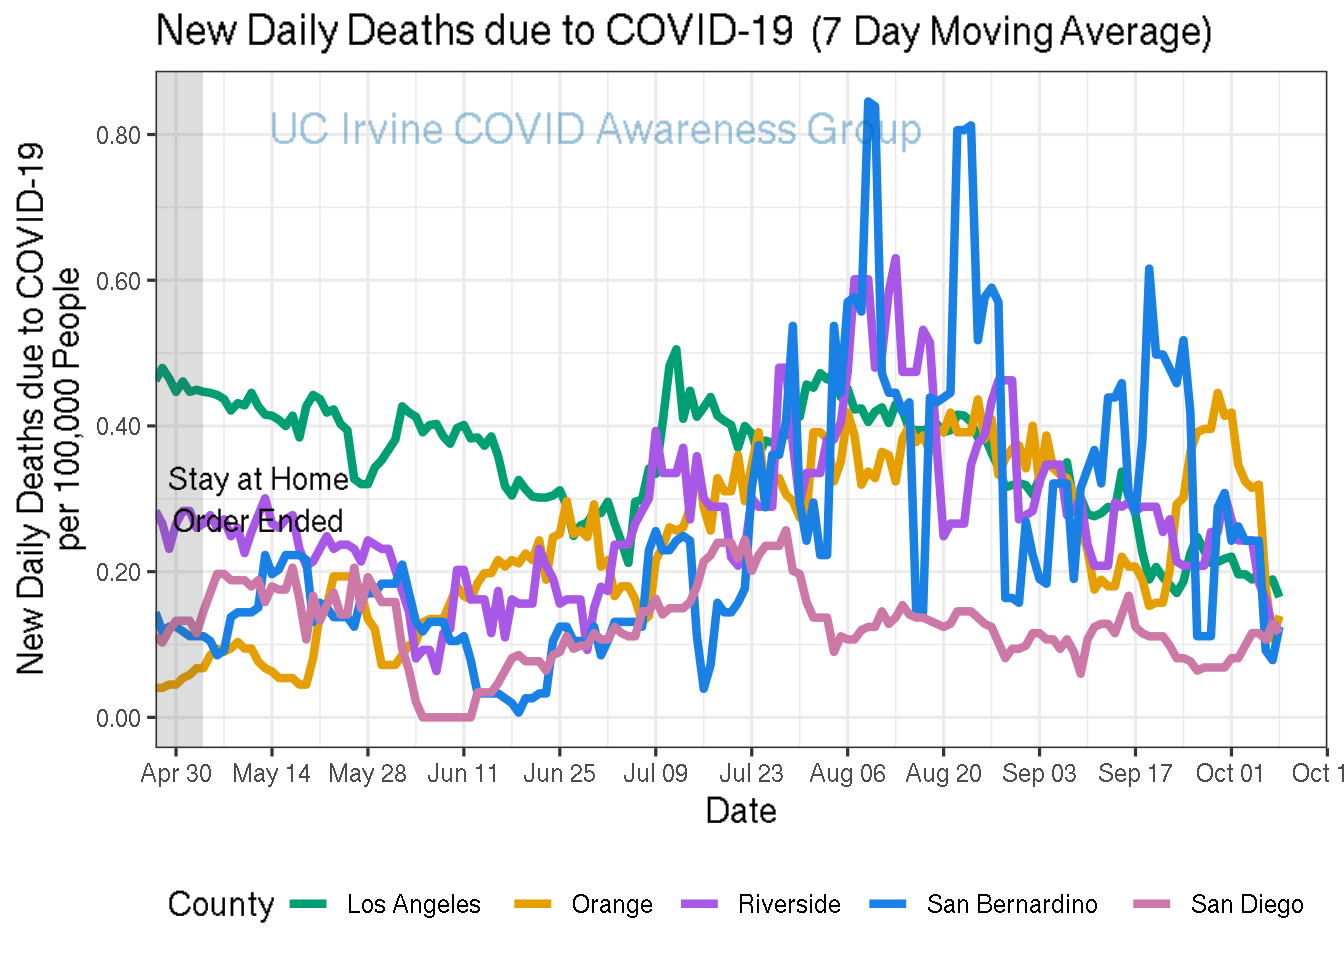 New Daily Deaths due to COVID-19 (7 Day Moving Average)
UC Irvine COVID Awareness Group
New Daily Deaths due to COVID-19
per 100,000 People
0.80
0.60
0.40
0.20
0.00
Stay at Home
Order Ended
Apr 30 May 14 May 28 Jun 11 Jun 25 Jul 09 Jul 23 Aug 06 Aug 20 Sep 03 Sep 17 Oct 01 Oct 1
Date
County Los Angeles Orange Riverside San Bernardino San Diego